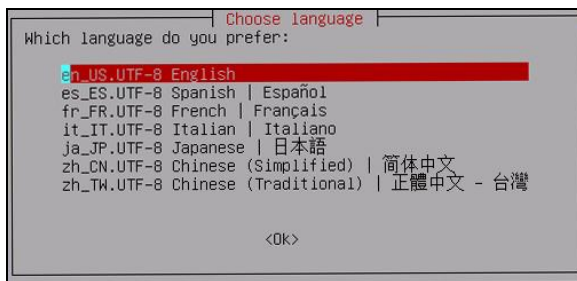 Choose language
Which language do you prefer:
en_US.UTF-8 English
es_ES.UTF-8 Spanish | Español
fr_FR.UTF-8 French | Français
it_IT.UTF-8 Italian | Italiano
ja_JP.UTF-8 Japanese | 日本語
zh_CN.UTF-8 Chinese (Simplified) | 简体中文
zh_TW.UTF-8 Chinese (Traditional) | 正體中文 - 台灣
<Ok>